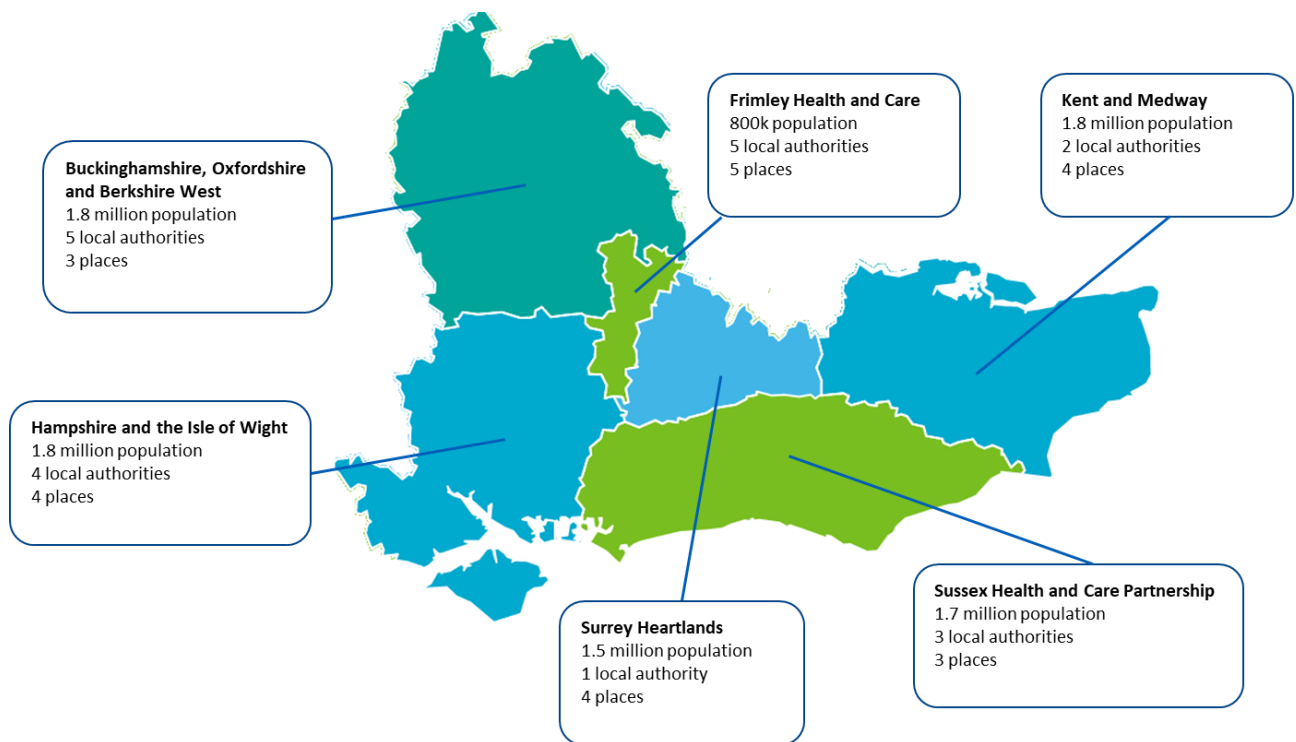 Frimley Health and Care
800k population
5 local authorities
5 places
Kent and Medway
1.8 million population
2 local authorities
4 places
Buckinghamshire, Oxfordshire
and Berkshire West
1.8 million population
5 local authorities
3 places
Hampshire and the Isle of Wight
1.8 million population
4 local authorities
4 places
Surrey Heartlands
1.5 million population
1 local authority
4 places
Sussex Health and Care Partnership
1.7 million population
3 local authorities
3 places